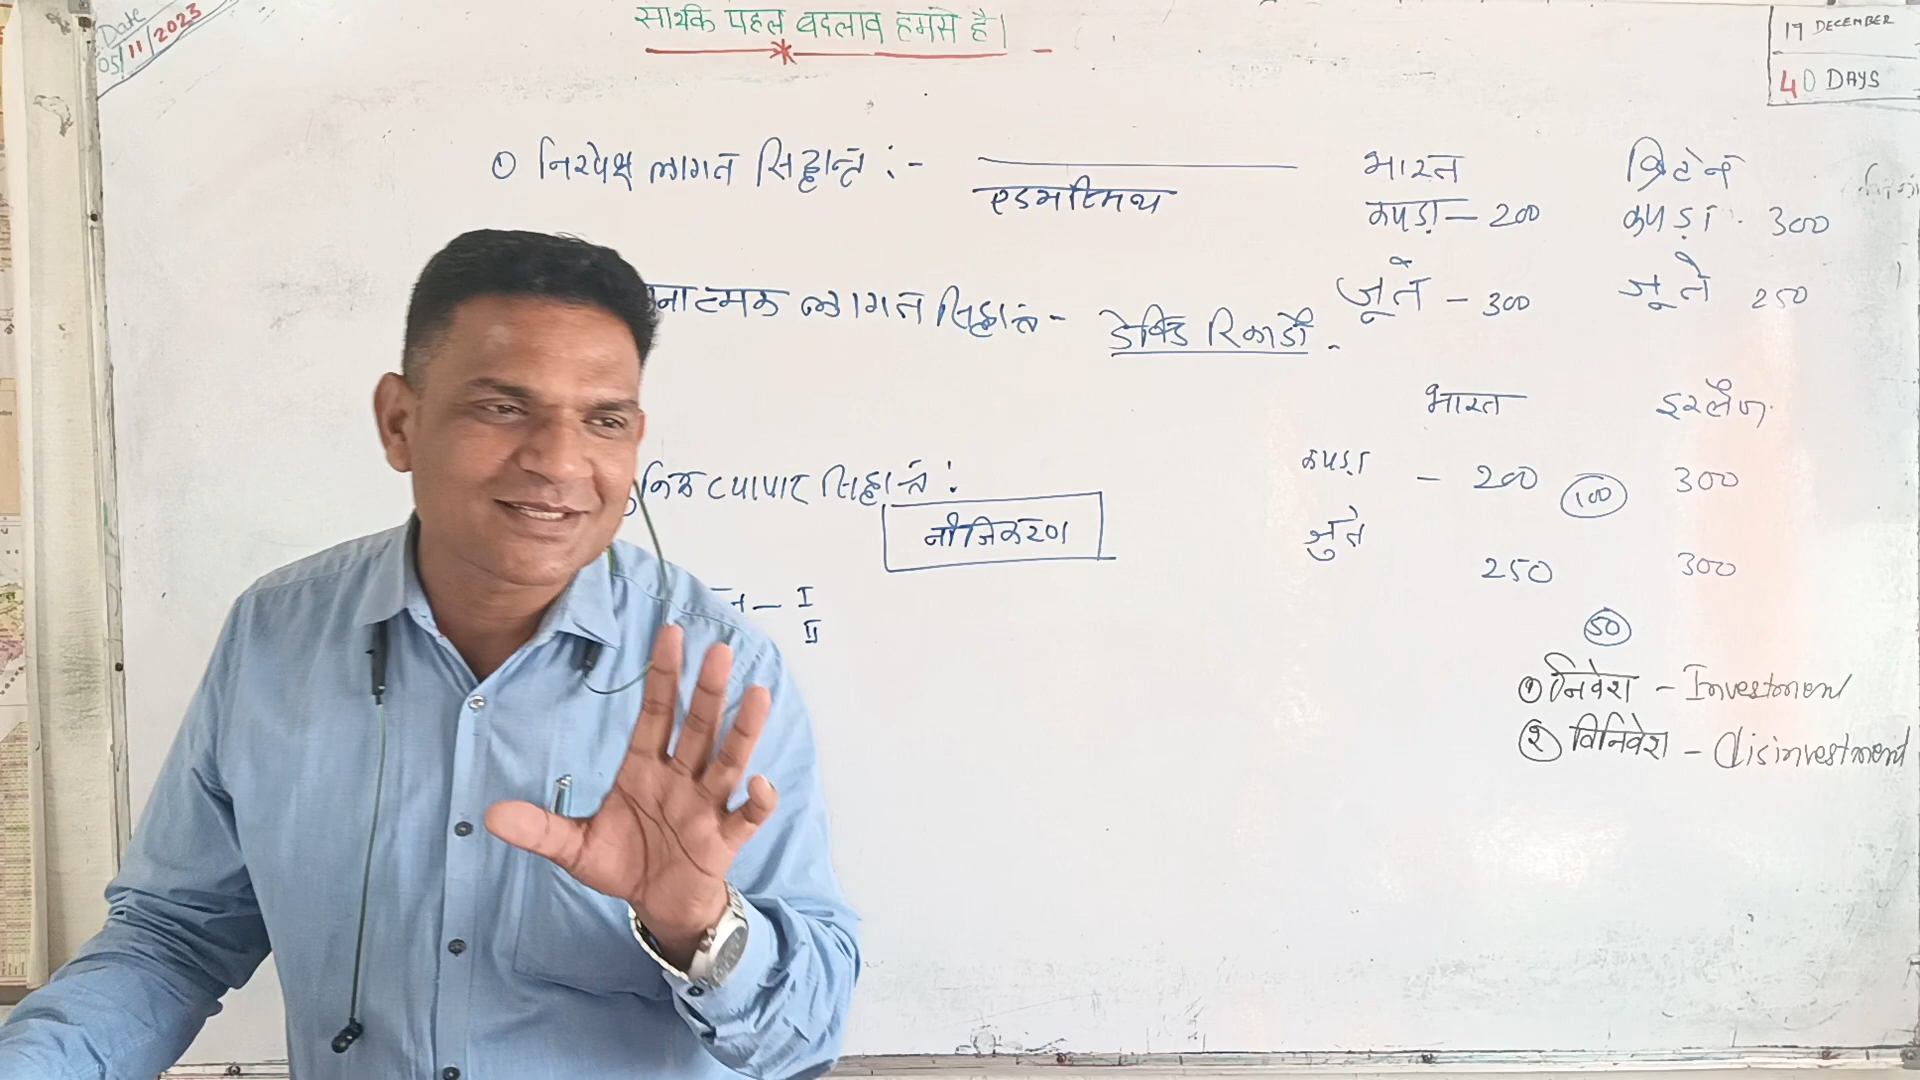 Date
05/11/2023
सार्थक पहल बदलाव हमसे है।
17 DECEMBER
40 DAYS
① निरपेक्ष लागत सिद्धान्त :-
एडमस्मिथ
भारत ब्रिटेन
कपड़ा – 200 कपड़ा 300
जूते – 300 जूते 250
नात्मक लागत सिद्धांत - डेविड रिकार्डो -
भारत इग्लैण्ड
कपड़ा – 200 100 300
जुते 250 300
50
निक व्यापार सिद्धान्त :
नीजिकरण
न – I
II
① निवेश – Investment
② विनिवेश – disinvestment